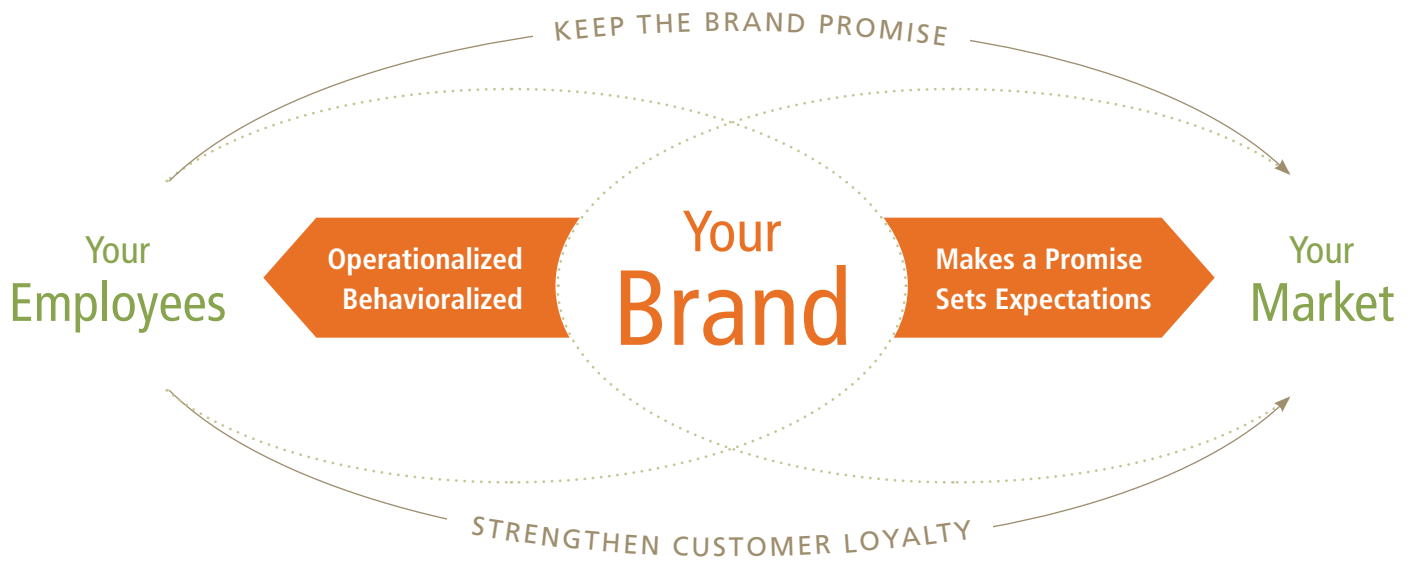 KEEP THE BRAND PROMISE
Your
Employees
Operationalized
Behavioralized
Your
Brand
Makes a Promise
Sets Expectations
Your
Market
STRENGTHEN CUSTOMER LOYALTY